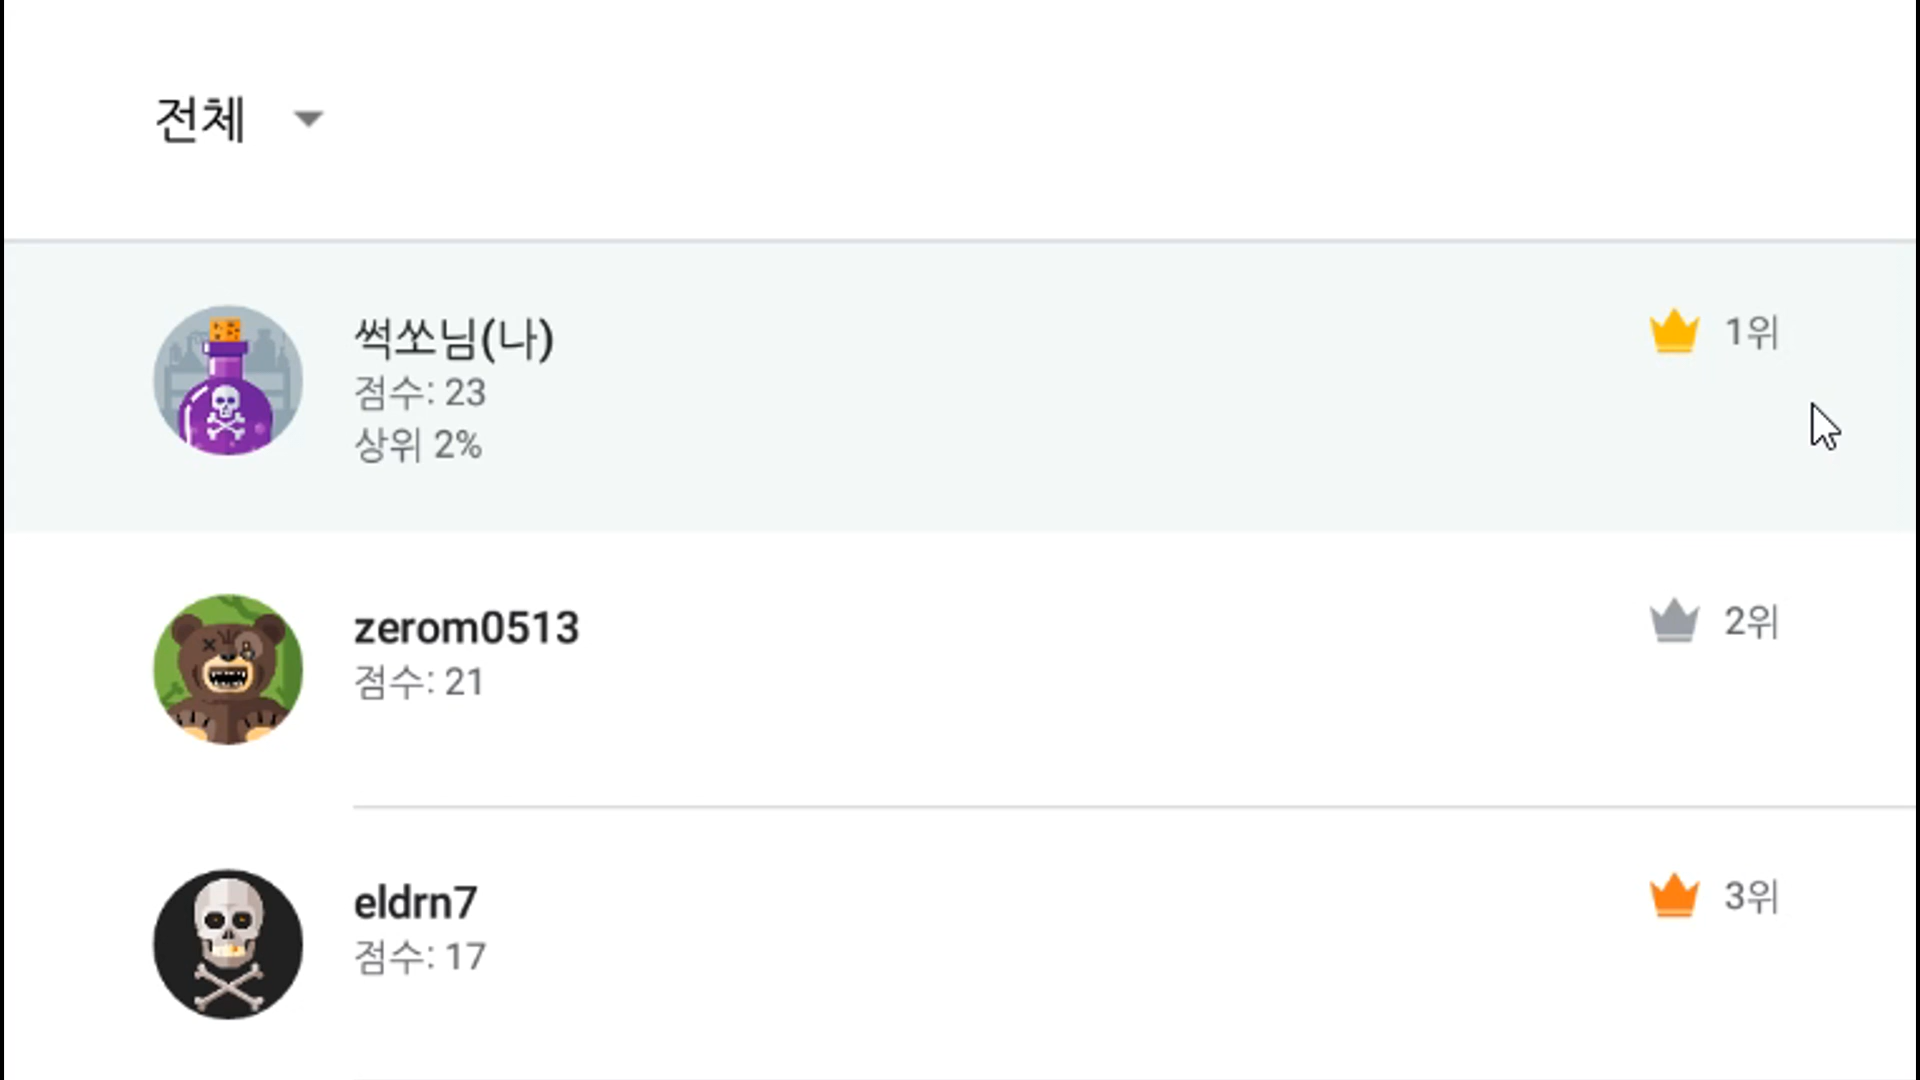 전체
썩쏘님(나)
1위
점수: 23
상위 2%
zerom0513
2위
점수: 21
eldrn7
3위
점수: 17